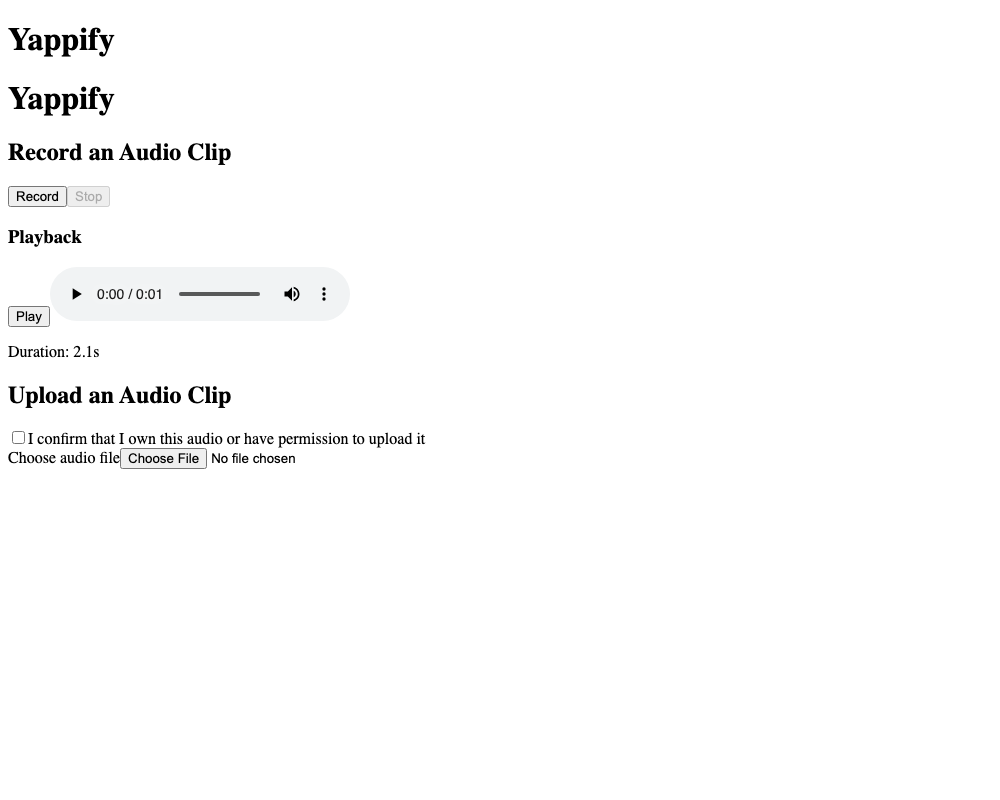 Yappify
Yappify
Record an Audio Clip
Record Stop
Playback
Play 0:00 / 0:01
Duration: 2.1s
Upload an Audio Clip
I confirm that I own this audio or have permission to upload it
Choose audio file Choose File No file chosen